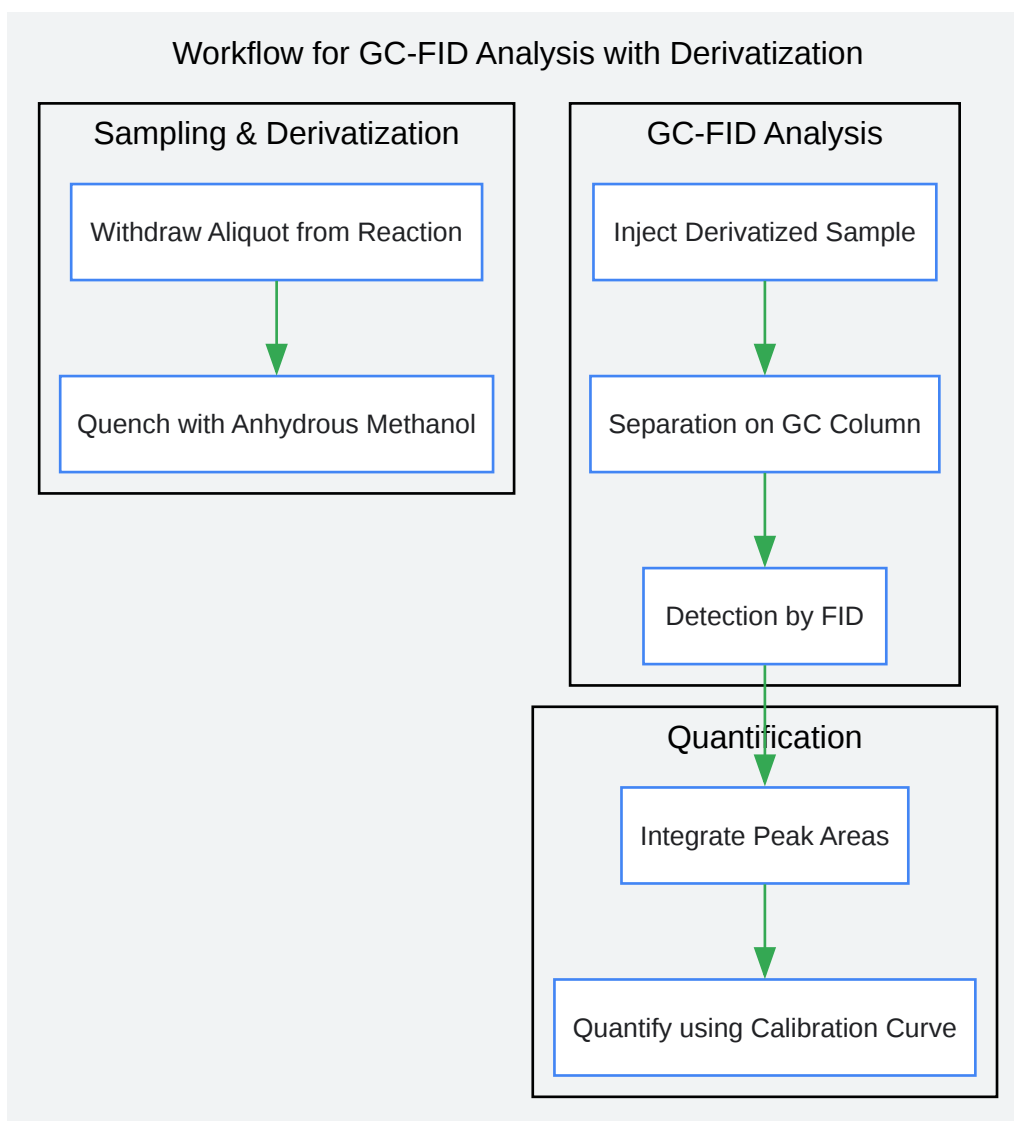 Workflow for GC-FID Analysis with Derivatization
Sampling & Derivatization
Withdraw Aliquot from Reaction
Quench with Anhydrous Methanol
GC-FID Analysis
Inject Derivatized Sample
Separation on GC Column
Detection by FID
Quantification
Integrate Peak Areas
Quantify using Calibration Curve